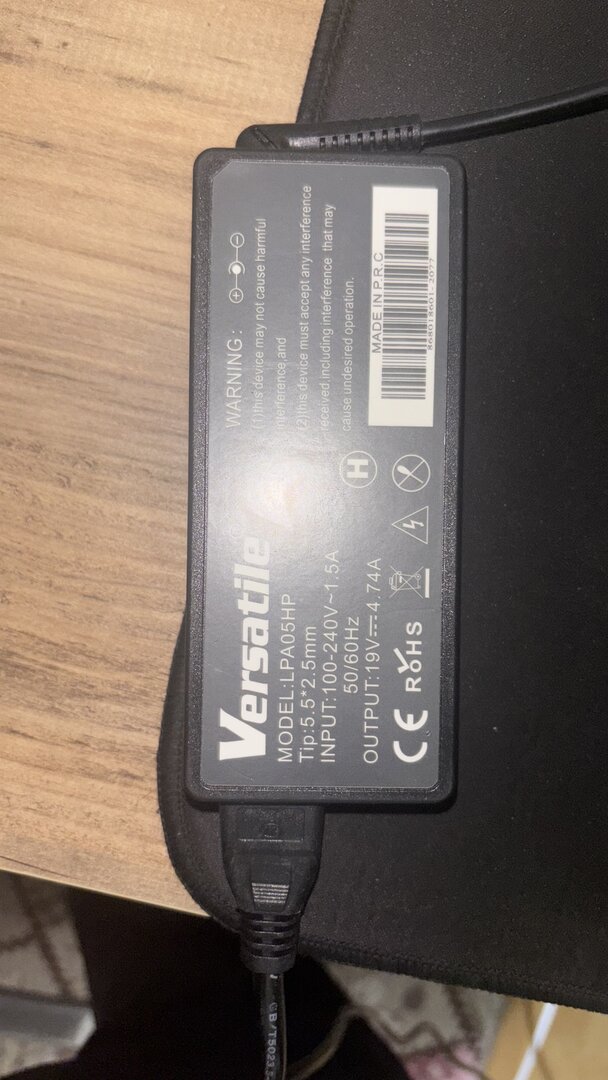 Versatile
MODEL:LPA05HP
Tip:5.5*2.5mm
INPUT:100-240V~1.5A
50/60Hz
OUTPUT:19V⎓4.74A
CE RoHS
H
WARNING:
(1)this device may not cause harmful
interference,and
(2)this device must accept any interference
received,including interference that may
cause undesired operation.
MADE IN P.R.C